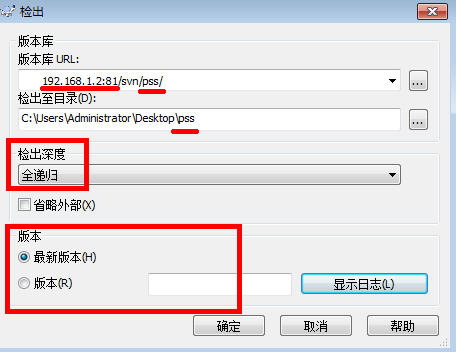 检出
版本库
版本库 URL:
192.168.1.2:81/svn/pss/
...
检出至目录(D):
C:\Users\Administrator\Desktop\pss
...
检出深度
全递归
省略外部(X)
版本
最新版本(H)
版本(R)
显示日志(L)
确定 取消 帮助